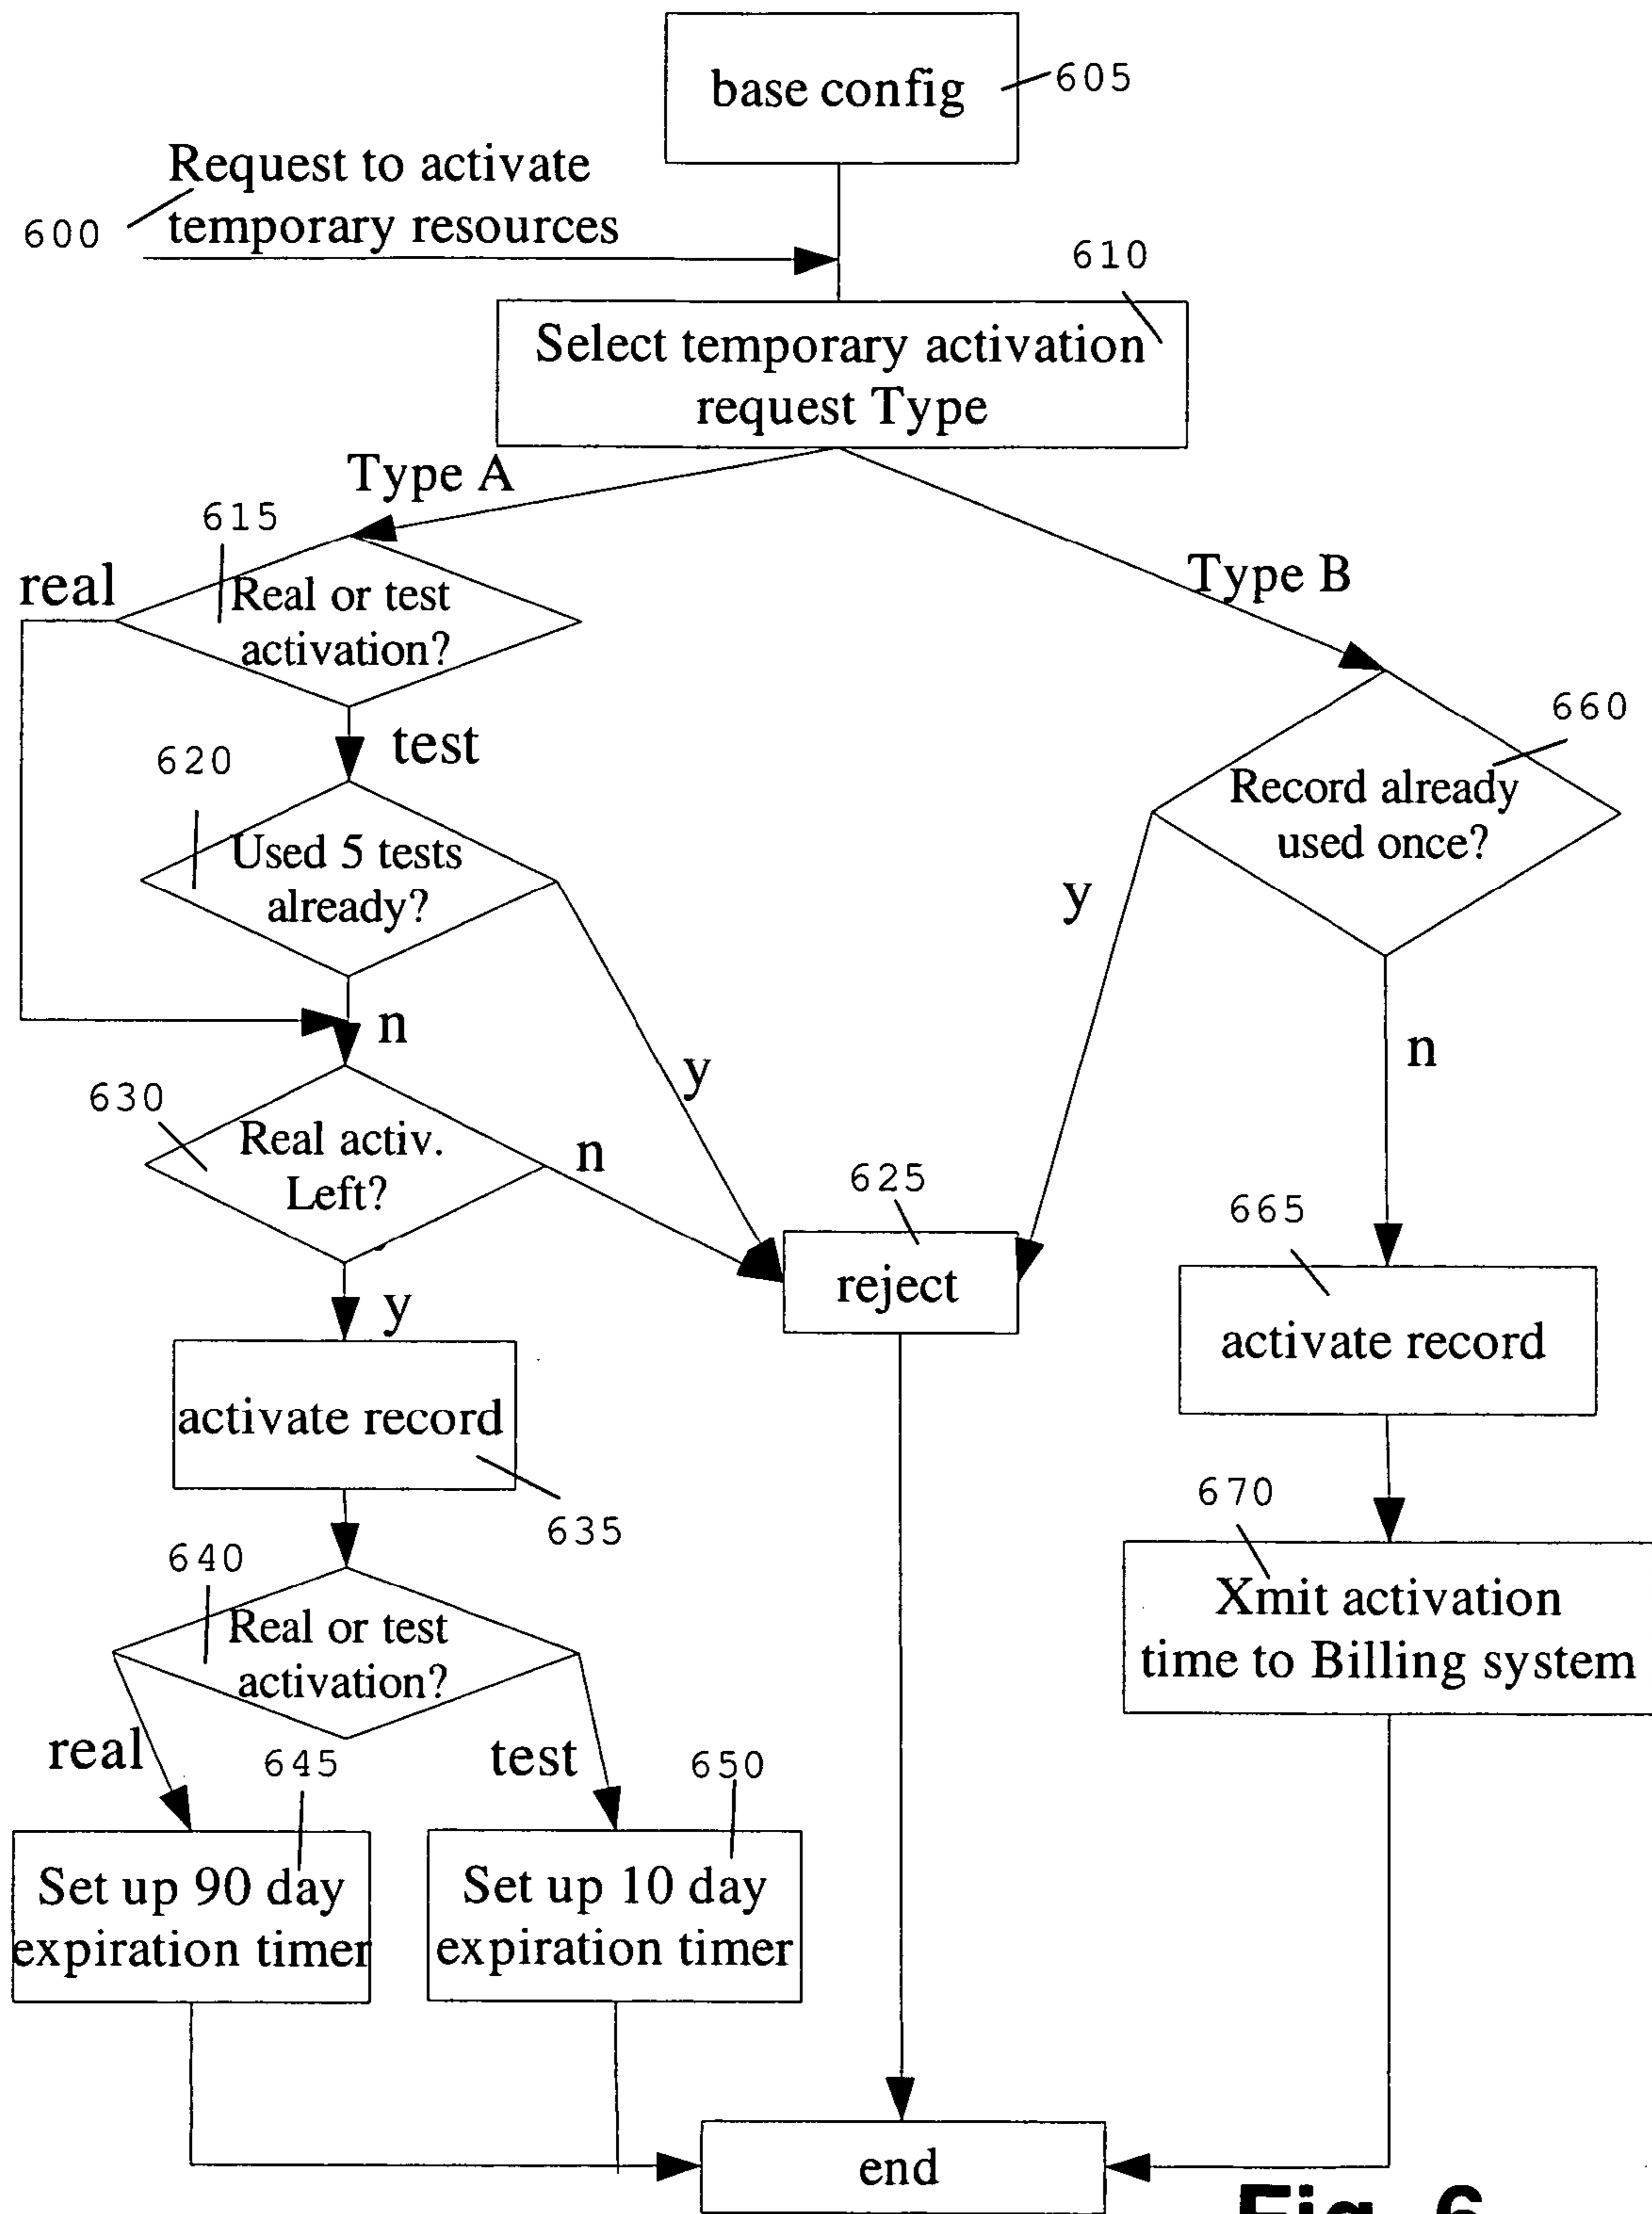 base config
605
Request to activate
temporary resources
600
610
Select temporary activation
request Type
Type A
615
real
Real or test
activation?
Type B
test
620
660
Record already
used once?
Used 5 tests
already?
y
n
n
y
630
Real activ.
Left?
n
625
reject
665
activate record
y
activate record
635
670
Xmit activation
time to Billing system
640
Real or test
activation?
real
645
test
650
Set up 90 day
expiration timer
Set up 10 day
expiration timer
end
Fig. 6